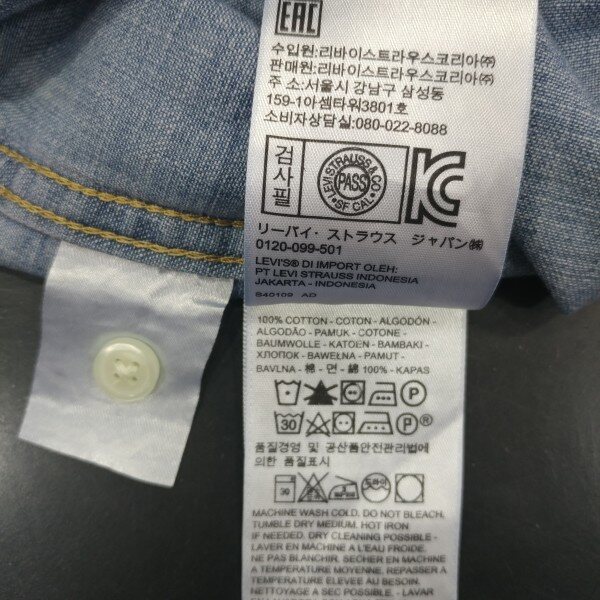 EAC
수입원:리바이스트라우스코리아㈜
판매원:리바이스트라우스코리아㈜
주 소:서울시 강남구 삼성동
159-1아셈타워3801호
소비자상담실:080-022-8088
검사필
LEVI STRAUSS & CO
PASS
SF CAL
KC
リーバイ・ストラウス ジャパン㈱
0120-099-501
LEVI'S® DI IMPORT OLEH:
PT LEVI STRAUSS INDONESIA
JAKARTA - INDONESIA
100% COTTON - COTON - ALGODÓN -
ALGODÃO - PAMUK - COTONE -
BAUMWOLLE - KATOEN - BAMBAKI -
ХЛОПОК - BAWEŁNA - PAMUT -
BAVLNA - 棉 - 면 - 綿 100% - KAPAS
P
30 P®
품질경영 및 공산품안전관리법에
의한 품질표시
30 드라이
MACHINE WASH COLD. DO NOT BLEACH.
TUMBLE DRY MEDIUM. HOT IRON
IF NEEDED. DRY CLEANING POSSIBLE -
LAVER EN MACHINE A L'EAU FROIDE.
NE PAS BLANCHIR. SECHER EN MACHINE
A TEMPERATURE MOYENNE. REPASSER A
TEMPERATURE ÉLEVÉE AU BESOIN.
NETTOYAGE A SEC POSSIBLE - LAVAR